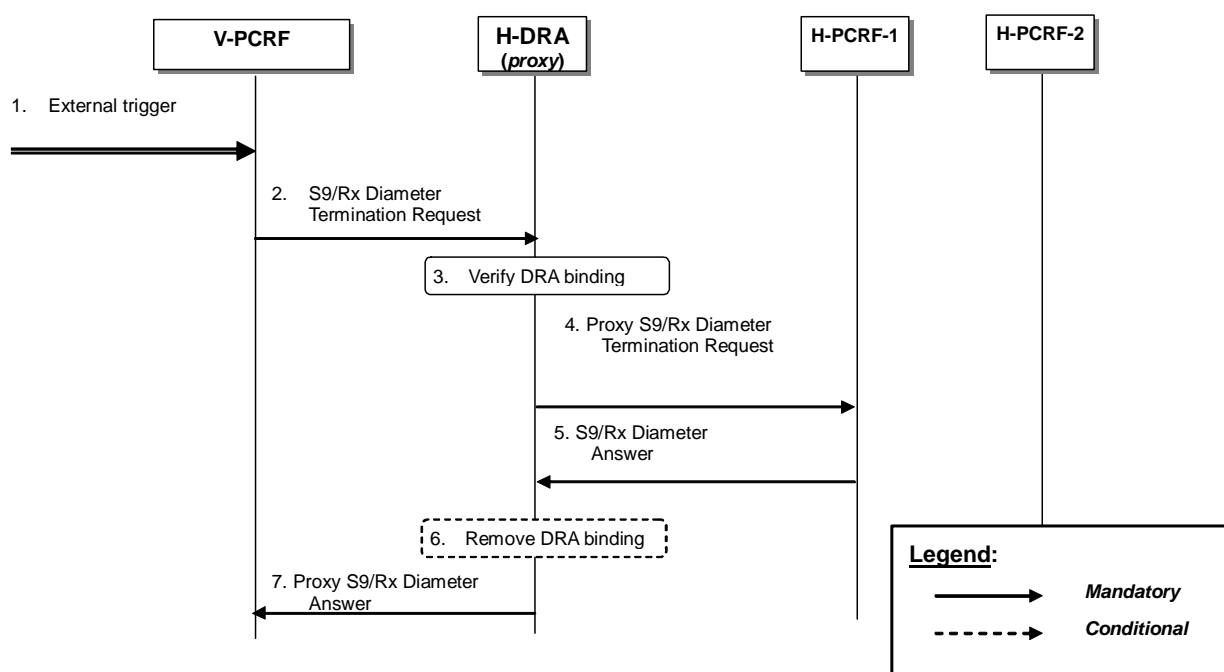 V-PCRF
H-DRA
(proxy)
H-PCRF-1
H-PCRF-2
1. External trigger
2. S9/Rx Diameter
Termination Request
3. Verify DRA binding
4. Proxy S9/Rx Diameter
Termination Request
5. S9/Rx Diameter
Answer
6. Remove DRA binding
7. Proxy S9/Rx Diameter
Answer
Legend:
Mandatory
Conditional